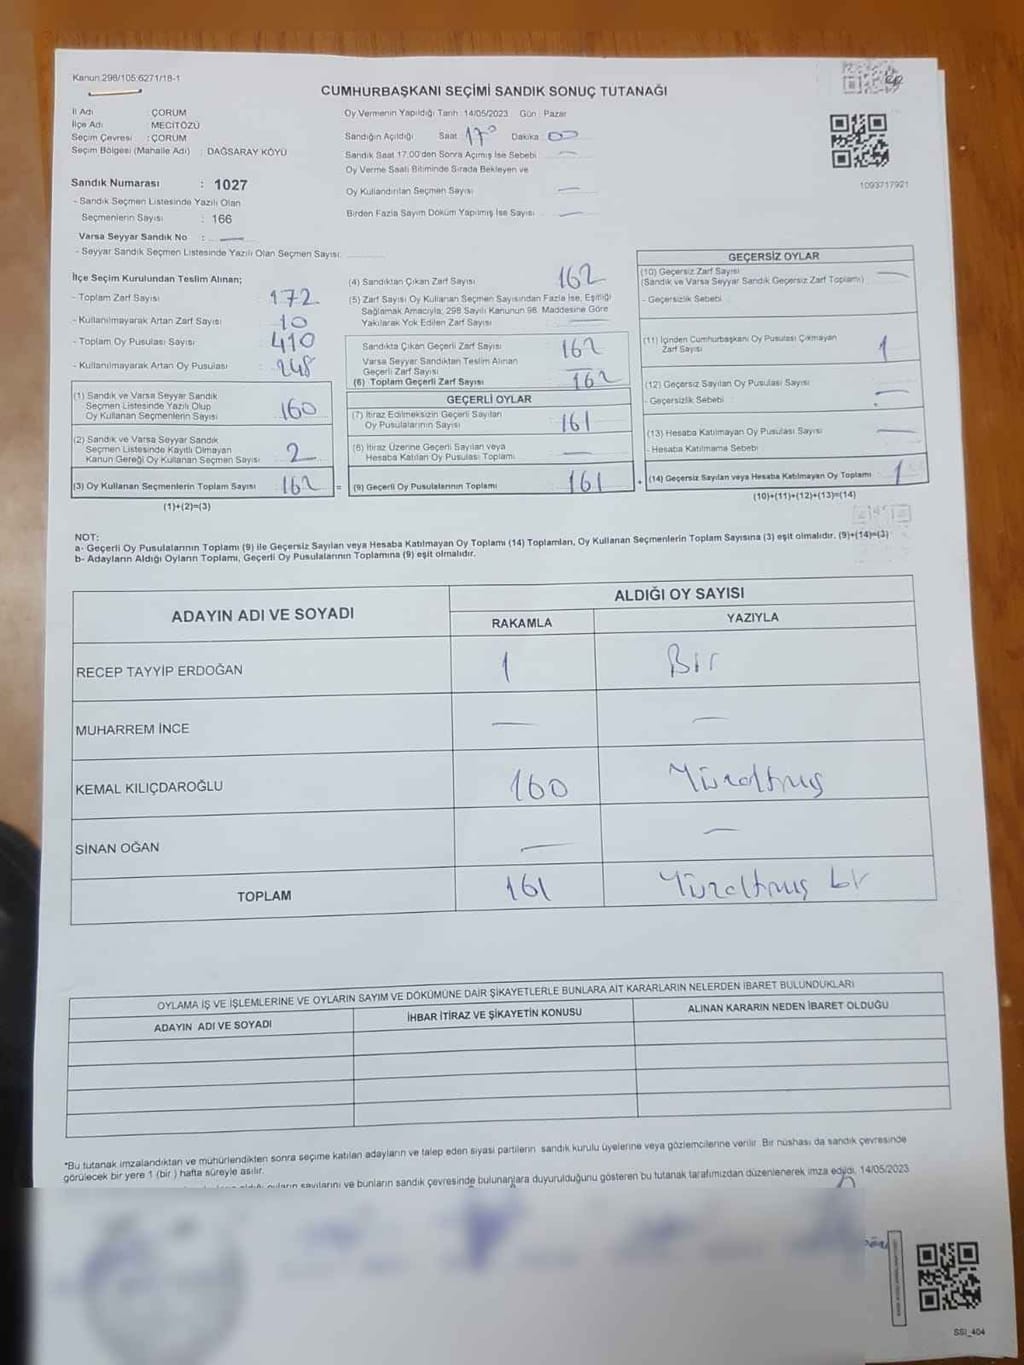 Kanun 298/105 6271/18-1
CUMHURBAŞKANI SEÇİMİ SANDIK SONUÇ TUTANAĞI
İl Adı : ÇORUM
İlçe Adı : MECİTÖZÜ
Seçim Çevresi : ÇORUM
Seçim Bölgesi (Mahalle Adı) : DAĞSARAY KÖYÜ
Sandık Numarası : 1027
- Sandık Seçmen Listesinde Yazılı Olan
Seçmenlerin Sayısı : 166
Varsa Seyyar Sandık No : —
- Seyyar Sandık Seçmen Listesinde Yazılı Olan Seçmen Sayısı:
Oy Vermenin Yapıldığı Tarih 14/05/2023 Gün : Pazar
Sandığın Açıldığı Saat 17° Dakika 00
Sandık Saat 17.00'den Sonra Açılmış İse Sebebi —
Oy Verme Saati Bitiminde Sırada Bekleyen ve
Oy Kullandırılan Seçmen Sayısı —
Birden Fazla Sayım Döküm Yapılmış İse Sayısı —
1093717921
İlçe Seçim Kurulundan Teslim Alınan;
- Toplam Zarf Sayısı 172
- Kullanılmayarak Artan Zarf Sayısı : 10
- Toplam Oy Pusulası Sayısı 410
- Kullanılmayarak Artan Oy Pusulası : 248
(1) Sandık ve Varsa Seyyar Sandık
Seçmen Listesinde Yazılı Olup
Oy Kullanan Seçmenlerin Sayısı 160
(2) Sandık ve Varsa Seyyar Sandık
Seçmen Listesinde Kayıtlı Olmayan
Kanun Gereği Oy Kullanan Seçmen Sayısı 2
(3) Oy Kullanan Seçmenlerin Toplam Sayısı 162 =
(1)+(2)=(3)
(4) Sandıktan Çıkan Zarf Sayısı 162
(5) Zarf Sayısı Oy Kullanan Seçmen Sayısından Fazla İse, Eşitliği
Sağlamak Amacıyla; 298 Sayılı Kanunun 98. Maddesine Göre
Yakılarak Yok Edilen Zarf Sayısı —
Sandıkta Çıkan Geçerli Zarf Sayısı 162
Varsa Seyyar Sandıktan Teslim Alınan
Geçerli Zarf Sayısı —
(6) Toplam Geçerli Zarf Sayısı 162
GEÇERLİ OYLAR
(7) İtiraz Edilmeksizin Geçerli Sayılan
Oy Pusulalarının Sayısı 161
(8) İtiraz Üzerine Geçerli Sayılan veya
Hesaba Katılan Oy Pusulası Toplamı —
(9) Geçerli Oy Pusulalarının Toplamı 161 +
GEÇERSİZ OYLAR
(10) Geçersiz Zarf Sayısı —
(Sandık ve Varsa Seyyar Sandık Geçersiz Zarf Toplamı)
- Geçersizlik Sebebi
(11) İçinden Cumhurbaşkanı Oy Pusulası Çıkmayan
Zarf Sayısı 1
(12) Geçersiz Sayılan Oy Pusulası Sayısı —
- Geçersizlik Sebebi
(13) Hesaba Katılmayan Oy Pusulası Sayısı —
- Hesaba Katılmama Sebebi
(14) Geçersiz Sayılan veya Hesaba Katılmayan Oy Toplamı 1
(10)+(11)+(12)+(13)=(14)
NOT:
a- Geçerli Oy Pusulalarının Toplamı (9) ile Geçersiz Sayılan veya Hesaba Katılmayan Oy Toplamı (14) Toplamları, Oy Kullanan Seçmenlerin Toplam Sayısına (3) eşit olmalıdır. (9)+(14)=(3)
b- Adayların Aldığı Oyların Toplamı, Geçerli Oy Pusulalarının Toplamına (9) eşit olmalıdır.
ADAYIN ADI VE SOYADI
ALDIĞI OY SAYISI
RAKAMLA YAZIYLA
RECEP TAYYİP ERDOĞAN 1 Bir
MUHARREM İNCE — —
KEMAL KILIÇDAROĞLU 160 Yüzaltmış
SİNAN OĞAN — —
TOPLAM 161 Yüzaltmış bir
OYLAMA İŞ VE İŞLEMLERİNE VE OYLARIN SAYIM VE DÖKÜMÜNE DAİR ŞİKAYETLERLE BUNLARA AİT KARARLARIN NELERDEN İBARET BULUNDUKLARI
ADAYIN ADI VE SOYADI İHBAR İTİRAZ VE ŞİKAYETİN KONUSU ALINAN KARARIN NEDEN İBARET OLDUĞU
*Bu tutanak imzalandıktan ve mühürlendikten sonra seçime katılan adayların ve talep eden siyasi partilerin sandık kurulu üyelerine veya gözlemcilerine verilir. Bir nüshası da sandık çevresinde
görülecek bir yere 1 (bir ) hafta süreyle asılır.
oyların sayılarını ve bunların sandık çevresinde bulunanlara duyurulduğunu gösteren bu tutanak tarafımızdan düzenlenerek imza edildi. 14/05/2023
SSI_404